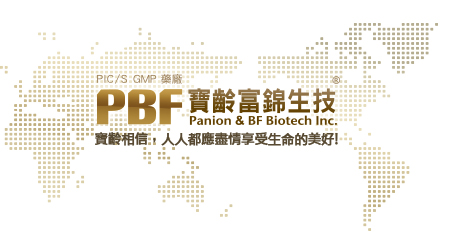 PIC/S GMP 藥廠
PBF 寶齡富錦生技®
Panion & BF Biotech Inc.
寶齡相信，人人都應盡情享受生命的美好!